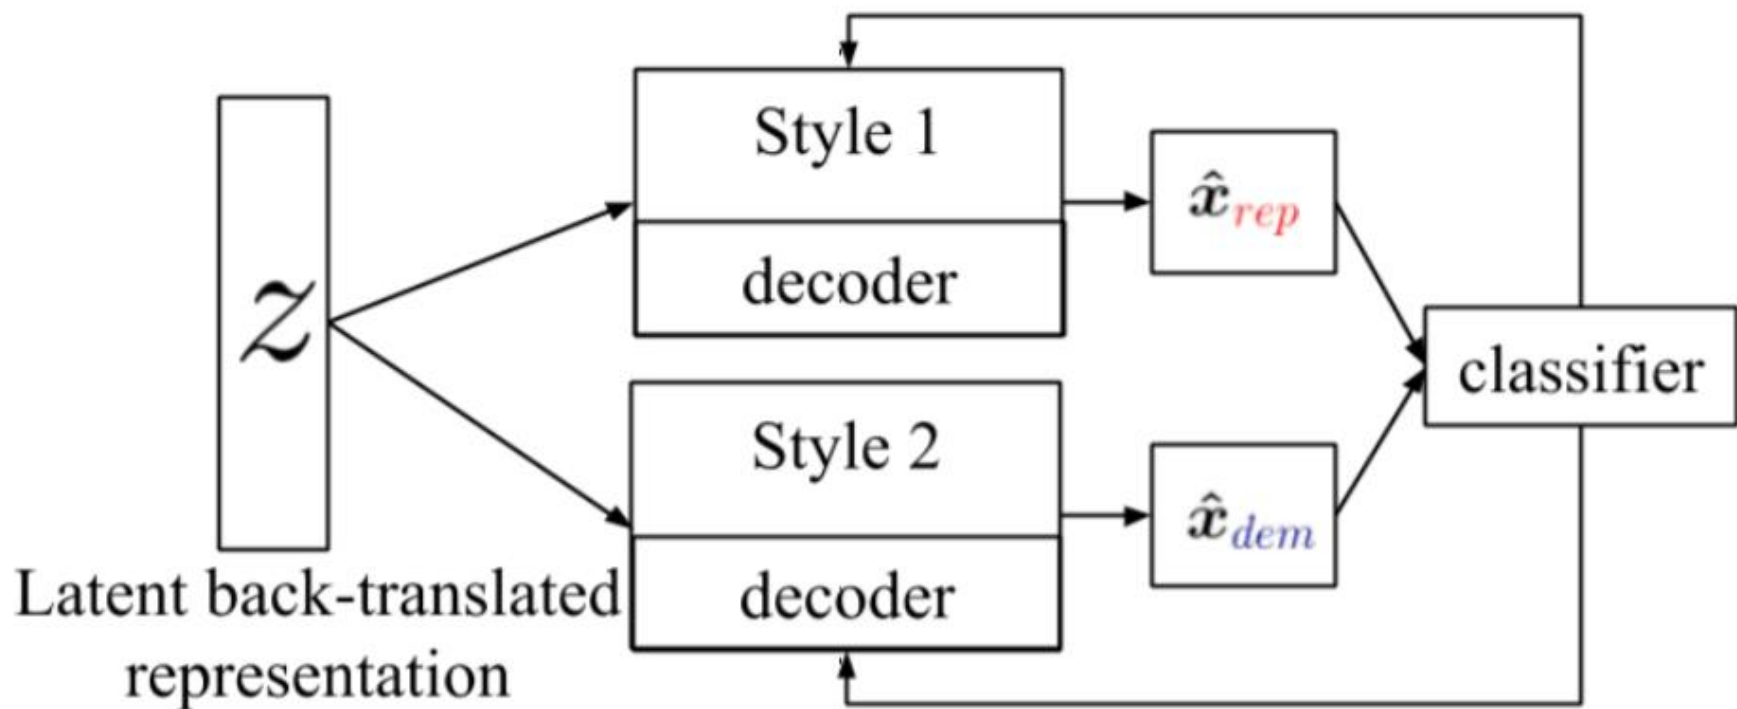 z
Latent back-translated
representation
Style 1
decoder
Style 2
decoder
x̂rep
x̂dem
classifier